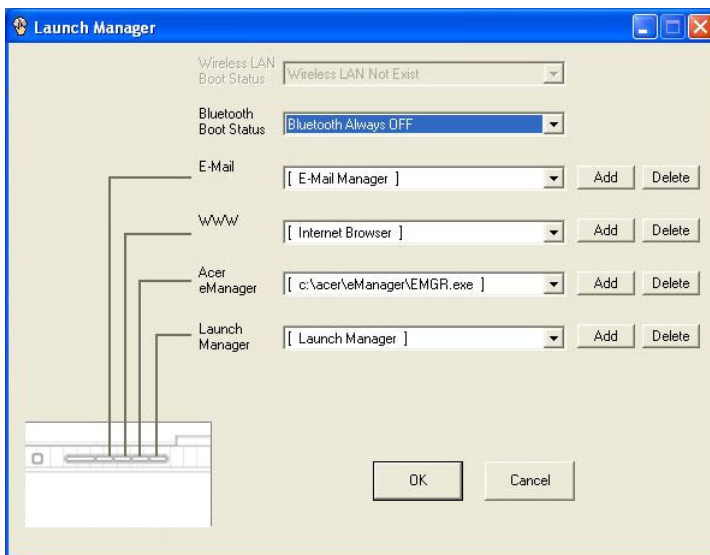 Launch Manager
Wireless LAN
Boot Status
Wireless LAN Not Exist
Bluetooth
Boot Status
Bluetooth Always OFF
E-Mail
[ E-Mail Manager ]
Add
Delete
WWW
[ Internet Browser ]
Add
Delete
Acer
eManager
[ c:\acer\eManager\EMGR.exe ]
Add
Delete
Launch
Manager
[ Launch Manager ]
Add
Delete
OK
Cancel